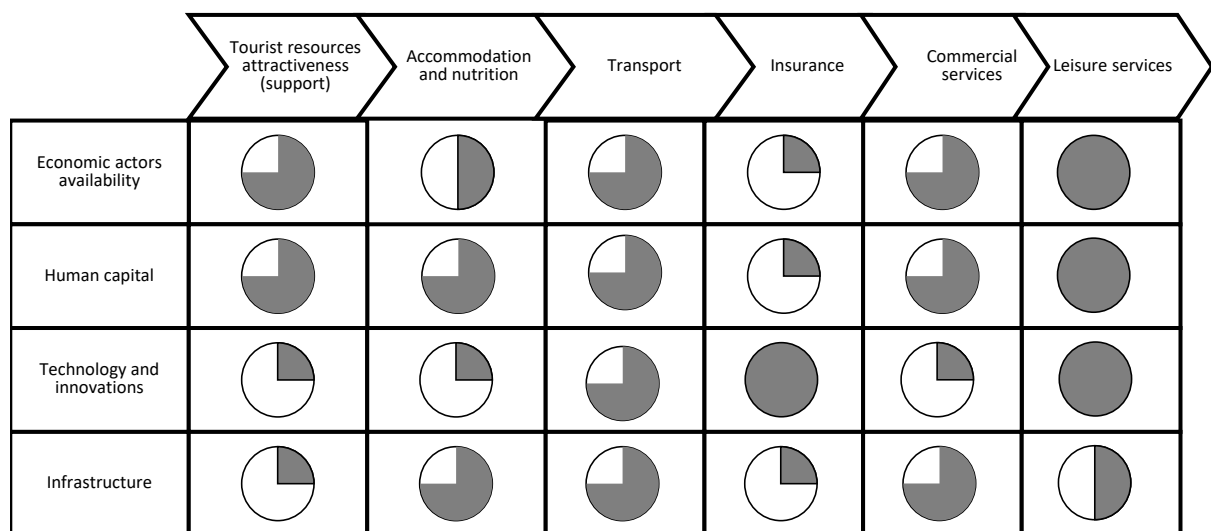 Tourist resources
attractiveness
(support)
Accommodation
and nutrition
Transport
Insurance
Commercial
services
Leisure services
Economic actors
availability
Human capital
Technology and
innovations
Infrastructure